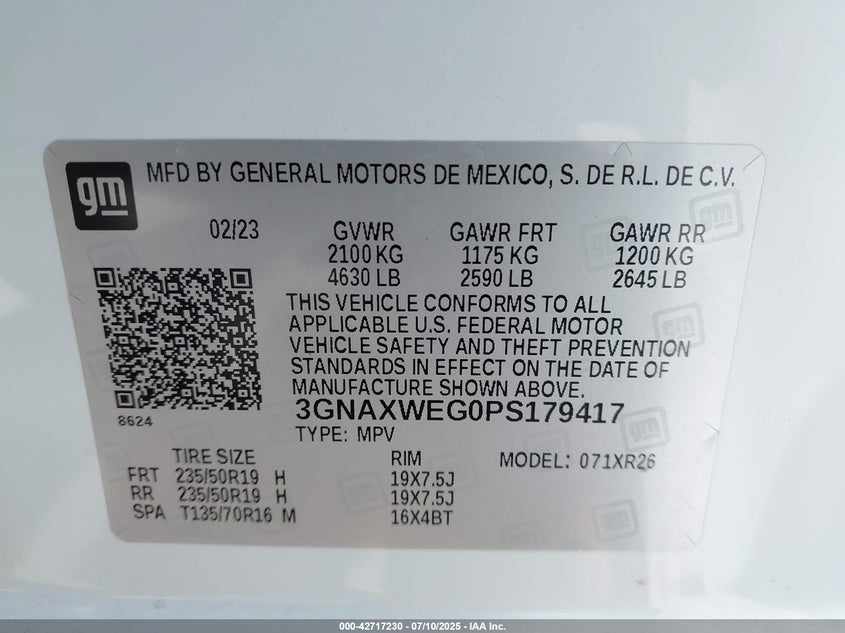 gm
MFD BY GENERAL MOTORS DE MEXICO, S. DE R.L. DE C.V.
02/23 GVWR GAWR FRT GAWR RR
2100 KG 1175 KG 1200 KG
4630 LB 2590 LB 2645 LB
THIS VEHICLE CONFORMS TO ALL
APPLICABLE U.S. FEDERAL MOTOR
VEHICLE SAFETY AND THEFT PREVENTION
STANDARDS IN EFFECT ON THE DATE OF
MANUFACTURE SHOWN ABOVE.
8624
3GNAXWEG0PS179417
TYPE: MPV
TIRE SIZE RIM MODEL: 071XR26
FRT 235/50R19 H 19X7.5J
RR 235/50R19 H 19X7.5J
SPA T135/70R16 M 16X4BT
000-42717230 - 07/10/2025 - IAA Inc.